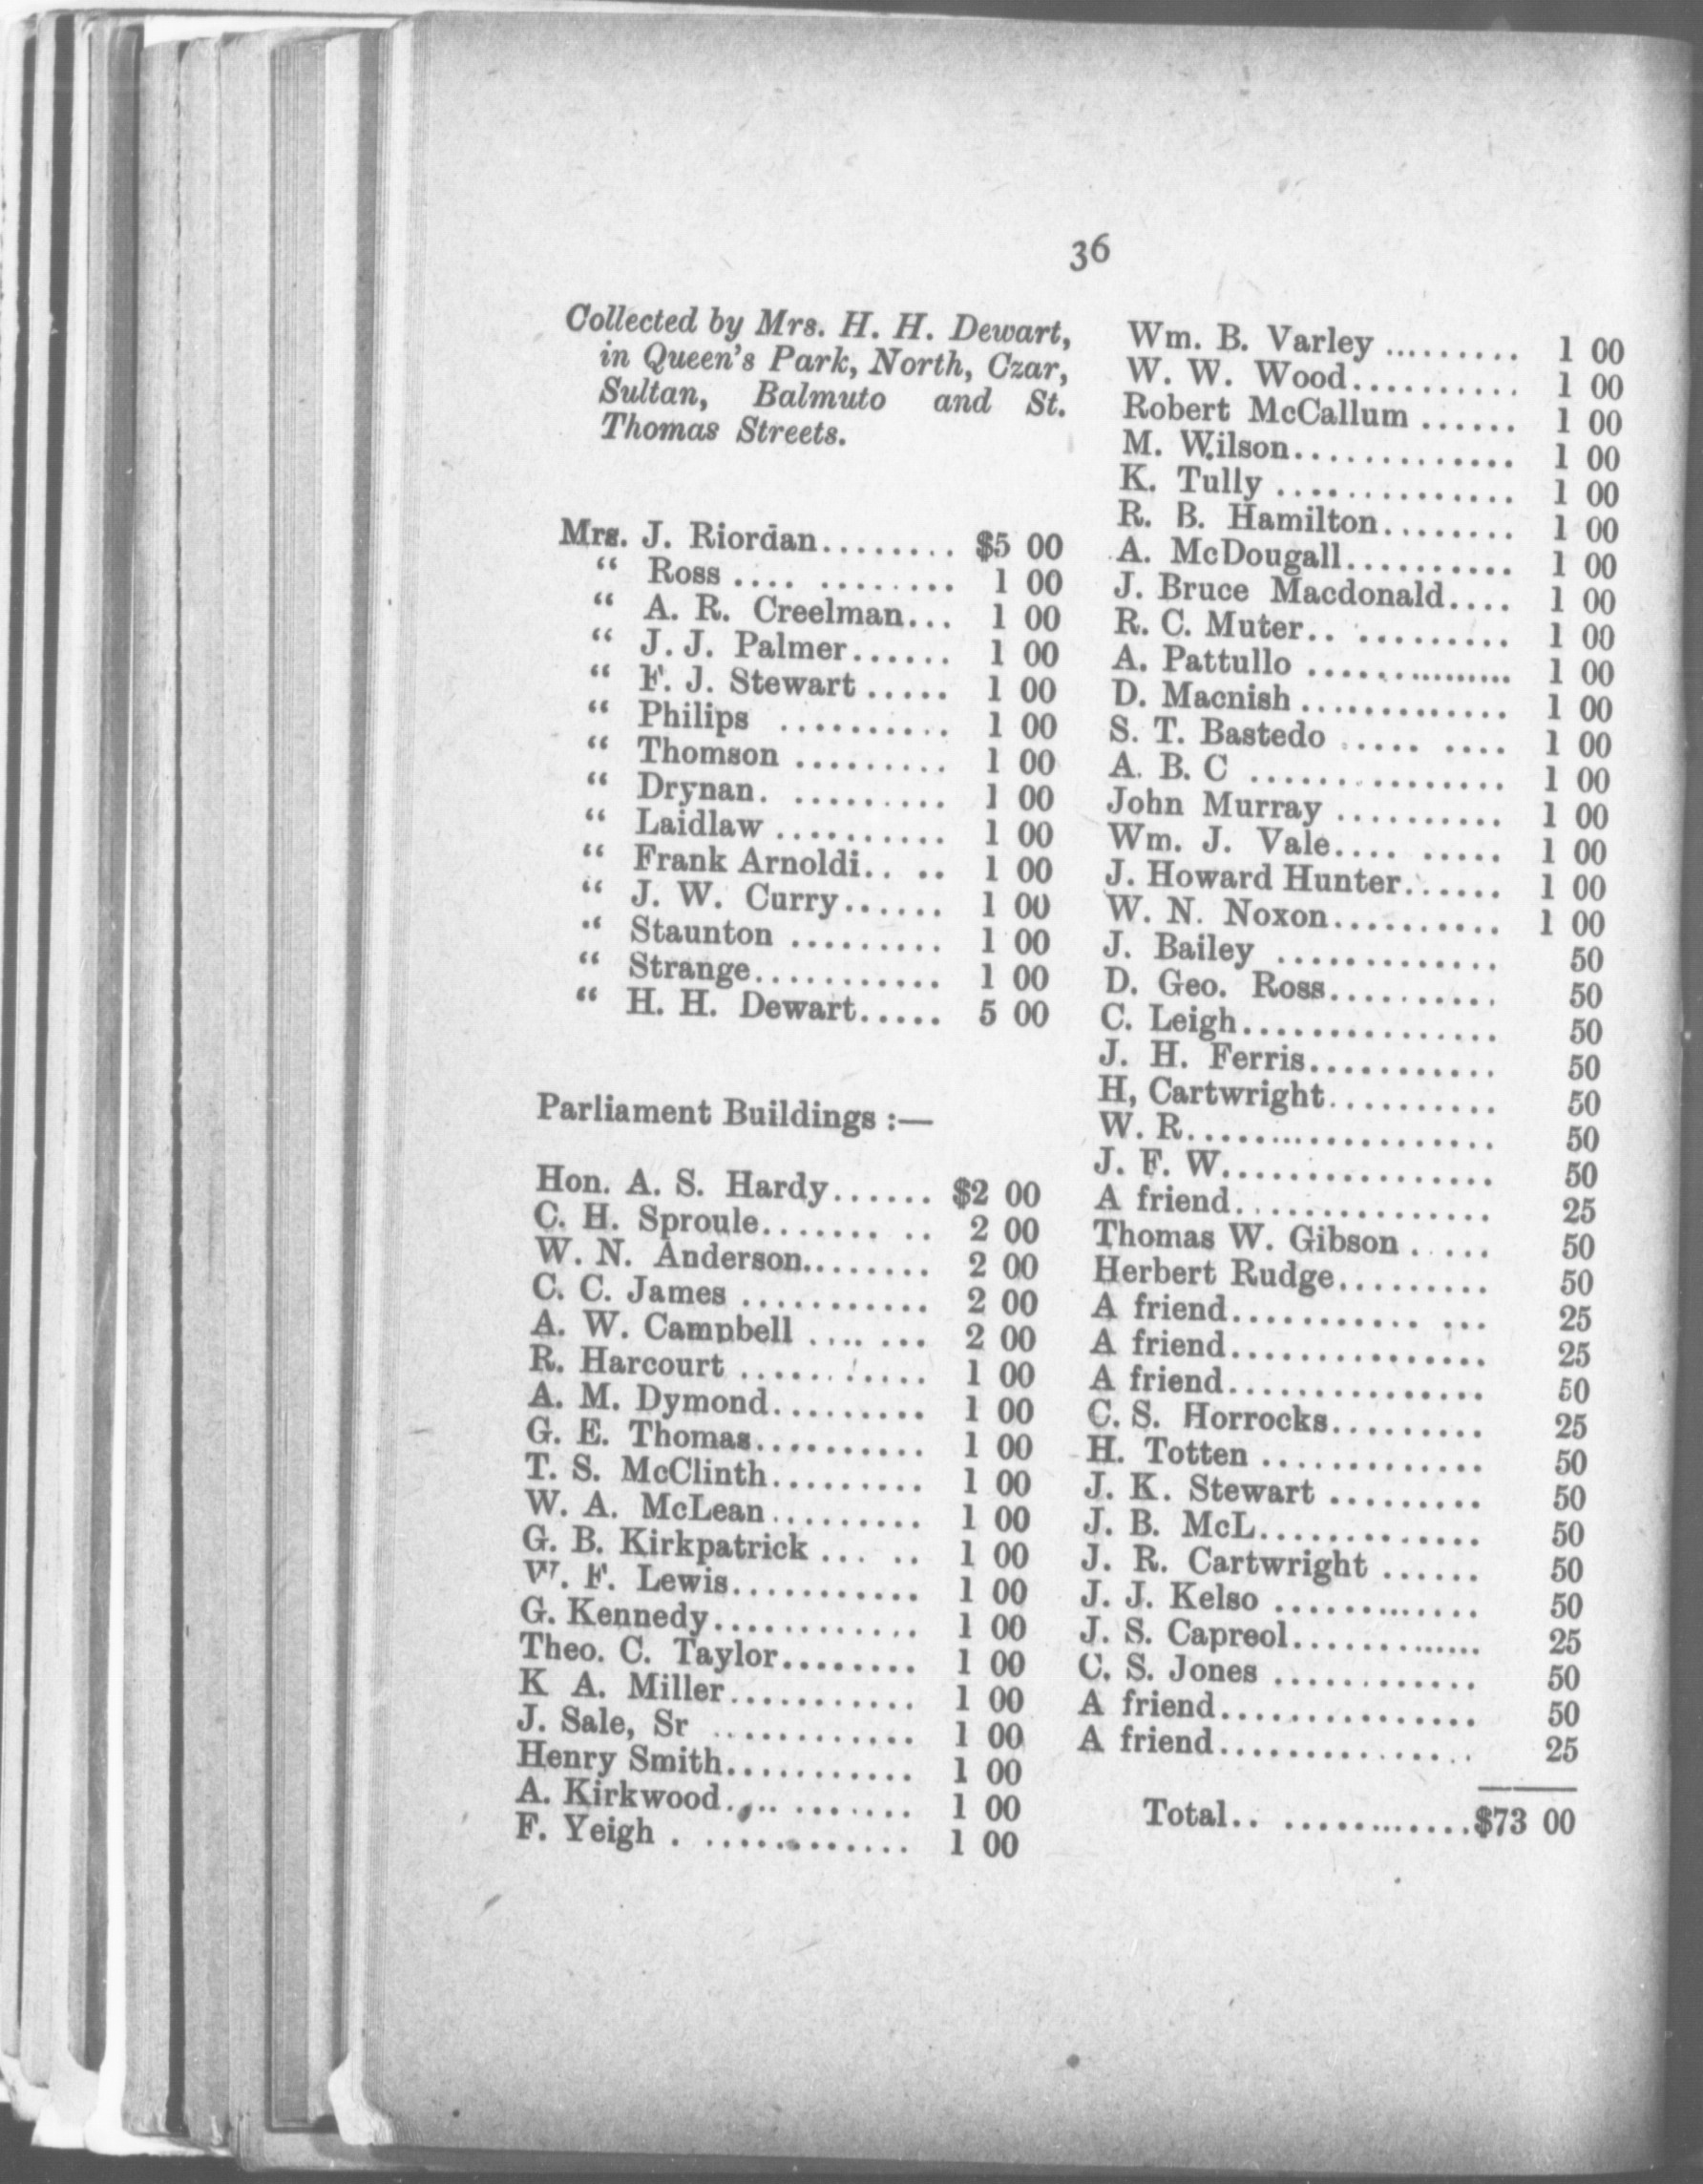 36
Collected by Mrs. H. H. Dewart,
in Queen's Park, North, Czar,
Sultan, Balmuto and St.
Thomas Streets.
Mrs. J. Riordan........ $5 00
" Ross .... ........ 1 00
" A. R. Creelman... 1 00
" J. J. Palmer...... 1 00
" F. J. Stewart ..... 1 00
" Philips .......... 1 00
" Thomson ......... 1 00
" Drynan. ......... 1 00
" Laidlaw .......... 1 00
" Frank Arnoldi.. .. 1 00
" J. W. Curry...... 1 00
" Staunton ......... 1 00
" Strange............ 1 00
" H. H. Dewart..... 5 00
Parliament Buildings :—
Hon. A. S. Hardy...... $2 00
C. H. Sproule....... .. 2 00
W. N. Anderson........ 2 00
C. C. James ........... 2 00
A. W. Campbell .... ... 2 00
R. Harcourt ........... 1 00
A. M. Dymond......... 1 00
G. E. Thomas.......... 1 00
T. S. McClinth......... 1 00
W. A. McLean......... 1 00
G. B. Kirkpatrick ... .. 1 00
W. F. Lewis........... 1 00
G. Kennedy............ 1 00
Theo. C. Taylor........ 1 00
K A. Miller........... 1 00
J. Sale, Sr ............ 1 00
Henry Smith........... 1 00
A. Kirkwood.... ....... 1 00
F. Yeigh . ............ 1 00
Wm. B. Varley ......... 1 00
W. W. Wood.......... 1 00
Robert McCallum ...... 1 00
M. Wilson............. 1 00
K. Tully .............. 1 00
R. B. Hamilton........ 1 00
A. McDougall.......... 1 00
J. Bruce Macdonald.... 1 00
R. C. Muter.. ......... 1 00
A. Pattullo ............... 1 00
D. Macnish ............. 1 00
S. T. Bastedo ..... .... 1 00
A. B. C ............... 1 00
John Murray .......... 1 00
Wm. J. Vale.... ..... 1 00
J. Howard Hunter...... 1 00
W. N. Noxon.......... 1 00
J. Bailey ............. 50
D. Geo. Ross.......... 50
C. Leigh............... 50
J. H. Ferris........... 50
H, Cartwright.......... 50
W. R................... 50
J. F. W................ 50
A friend............... 25
Thomas W. Gibson ..... 50
Herbert Rudge......... 50
A friend........... ... 25
A friend............... 25
A friend............... 50
C. S. Horrocks......... 25
H. Totten ............. 50
J. K. Stewart ......... 50
J. B. McL............. 50
J. R. Cartwright ...... 50
J. J. Kelso ............ 50
J. S. Capreol............ 25
C. S. Jones ............ 50
A friend............... 50
A friend............... 25
Total.. ............$73 00